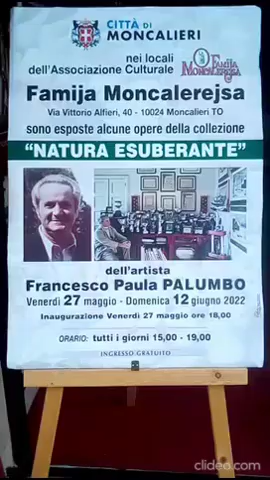 CITTÀ DI
MONCALIERI
nei locali
dell'Associazione Culturale
FAMIJA
MONCALEREJSA
Famija Moncalerejsa
Via Vittorio Alfieri, 40 - 10024 Moncalieri TO
sono esposte alcune opere della collezione
"NATURA ESUBERANTE"
dell'artista
Francesco Paula PALUMBO
Venerdì 27 maggio - Domenica 12 giugno 2022
Inaugurazione Venerdì 27 maggio ore 18,00
ORARIO: tutti i giorni 15,00 - 19,00
INGRESSO GRATUITO
clideo.com